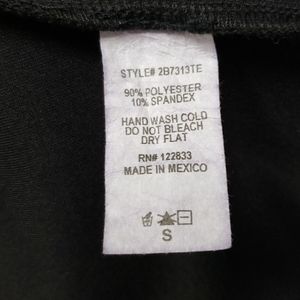 STYLE# 2B7313TE
90% POLYESTER
10% SPANDEX
HAND WASH COLD
DO NOT BLEACH
DRY FLAT
RN# 122833
MADE IN MEXICO
S